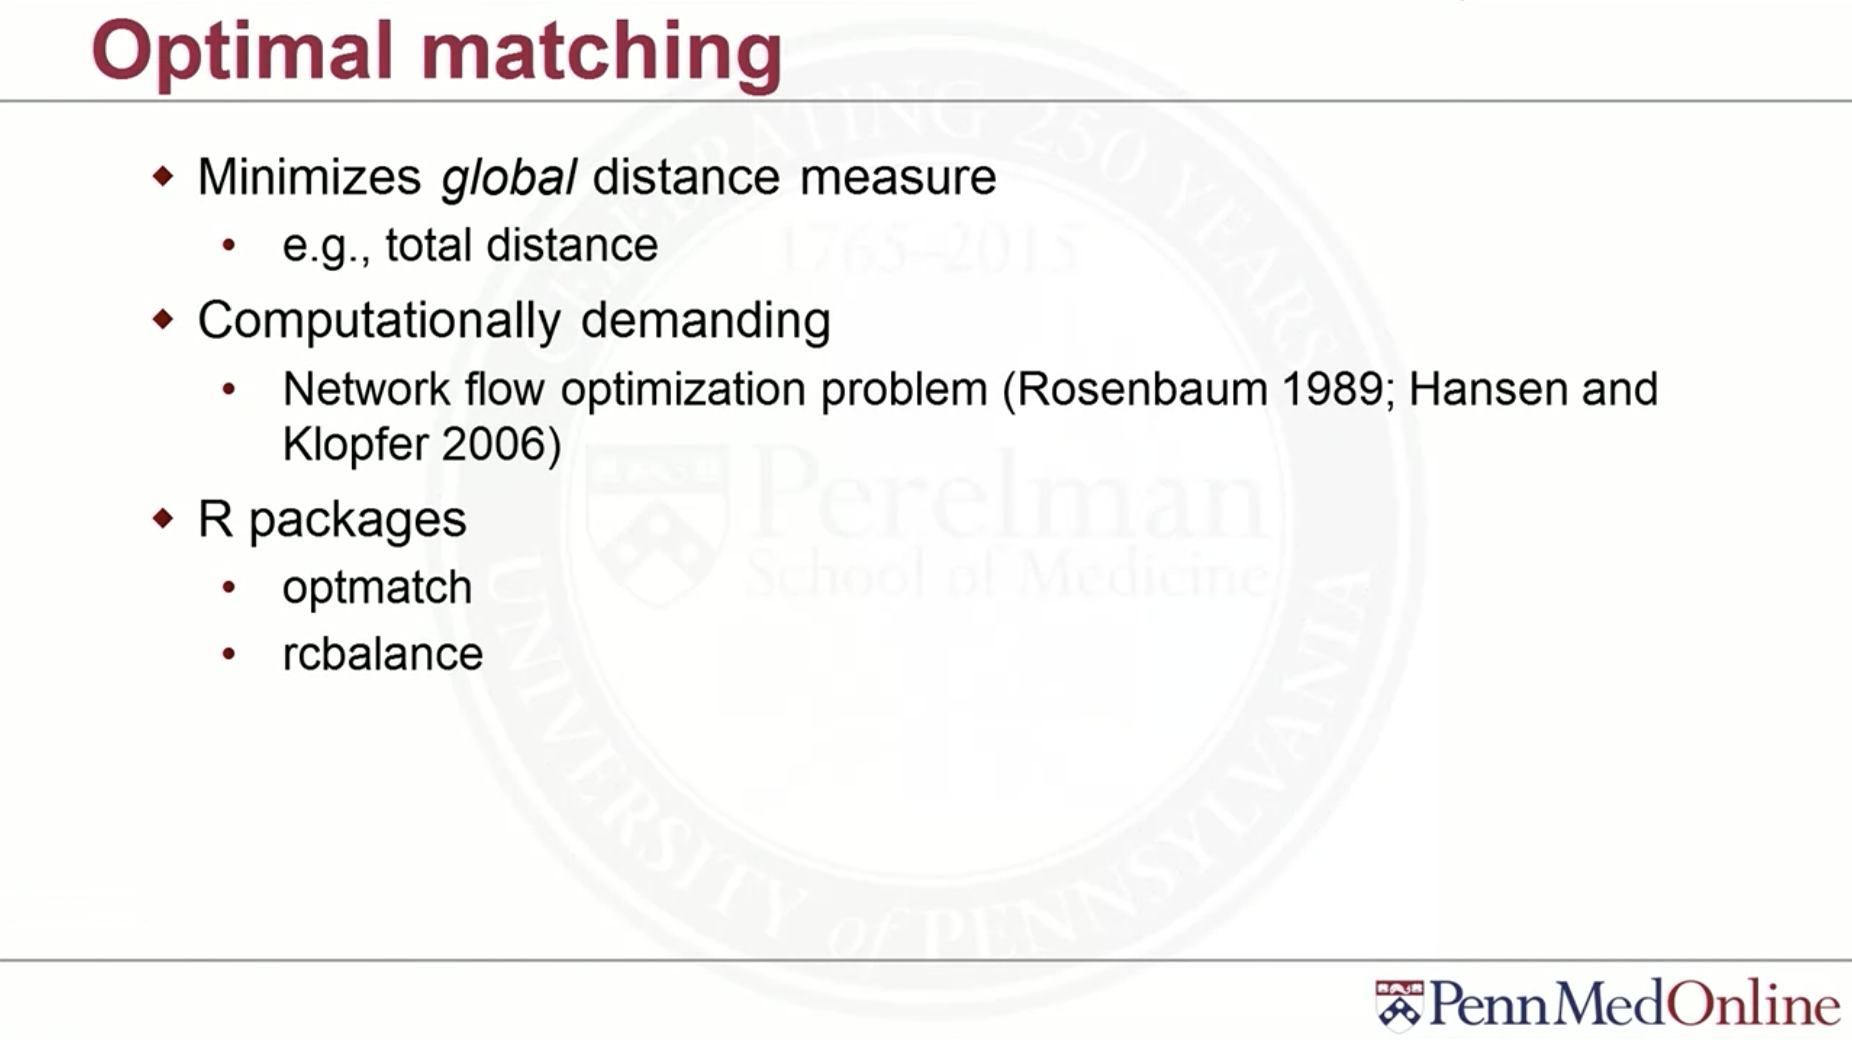 Optimal matching
Minimizes global distance measure
e.g., total distance
Computationally demanding
Network flow optimization problem (Rosenbaum 1989; Hansen and
Klopfer 2006)
R packages
optmatch
rcbalance
CELEBRATING 250 YEARS
1765–2015
Perelman
School of Medicine
UNIVERSITY of PENNSYLVANIA
PennMedOnline